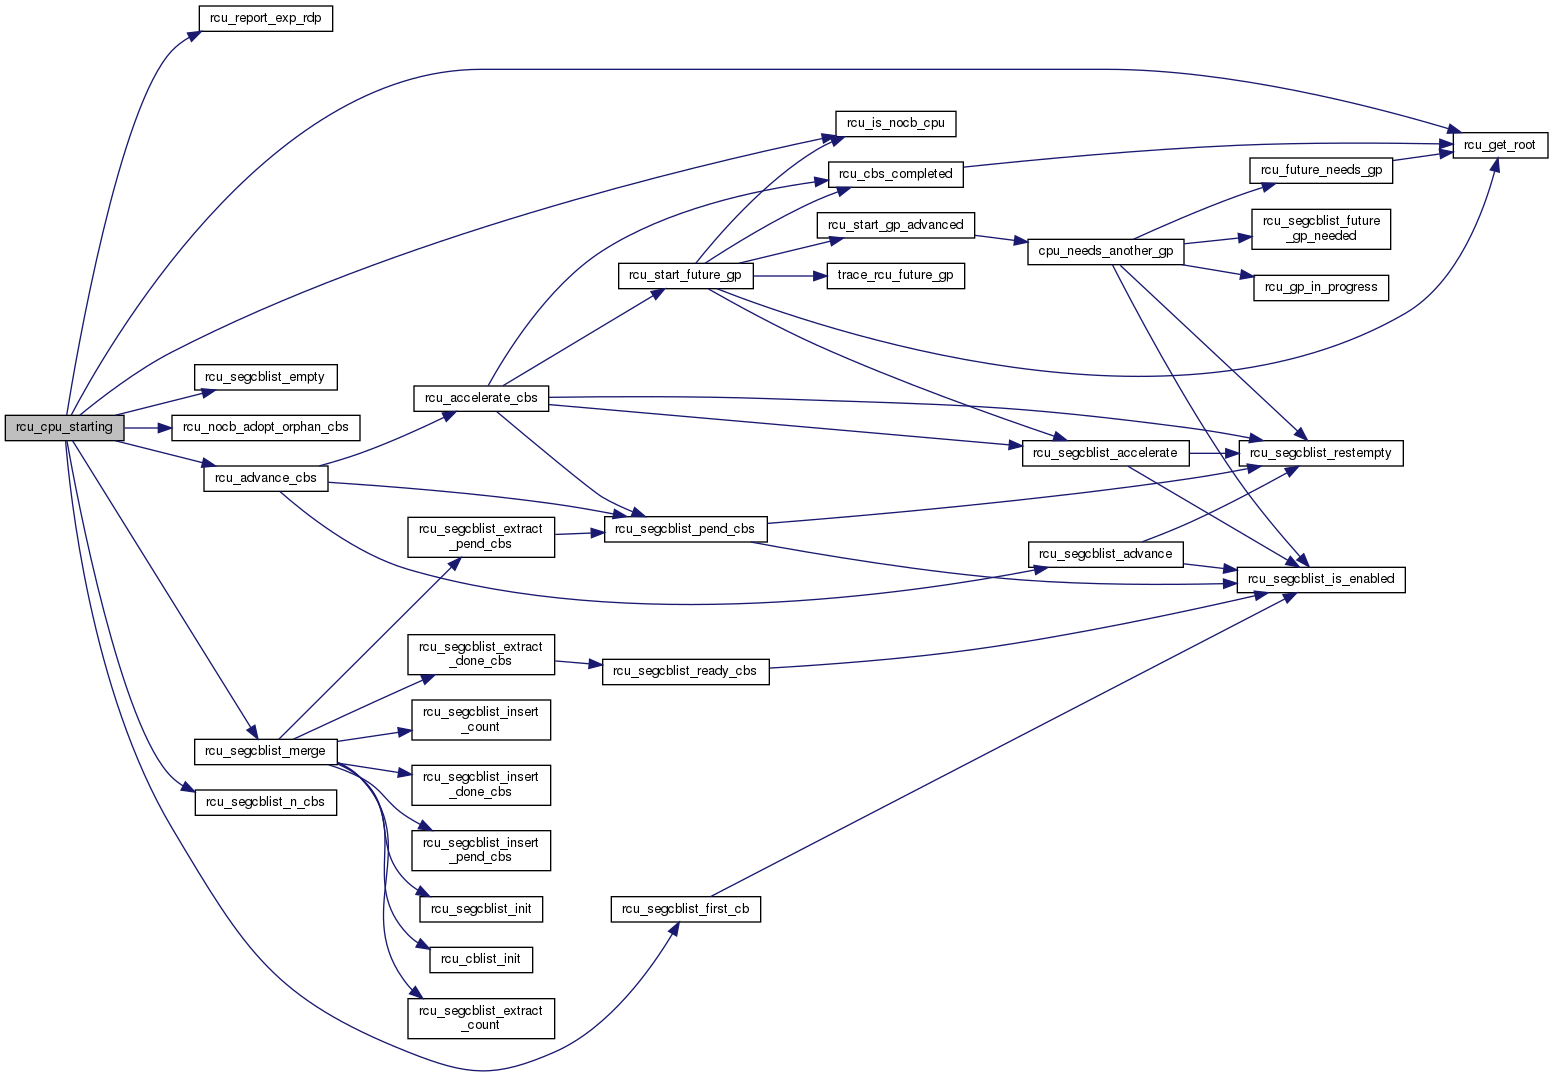 rcu_report_exp_rdp
rcu_is_nocb_cpu
rcu_get_root
rcu_cbs_completed
rcu_future_needs_gp
rcu_start_gp_advanced
rcu_segcblist_future
_gp_needed
cpu_needs_another_gp
rcu_start_future_gp
trace_rcu_future_gp
rcu_gp_in_progress
rcu_segcblist_empty
rcu_accelerate_cbs
rcu_cpu_starting
rcu_nocb_adopt_orphan_cbs
rcu_segcblist_accelerate
rcu_segcblist_restempty
rcu_advance_cbs
rcu_segcblist_extract
_pend_cbs
rcu_segcblist_pend_cbs
rcu_segcblist_advance
rcu_segcblist_is_enabled
rcu_segcblist_extract
_done_cbs
rcu_segcblist_ready_cbs
rcu_segcblist_insert
_count
rcu_segcblist_merge
rcu_segcblist_insert
_done_cbs
rcu_segcblist_n_cbs
rcu_segcblist_insert
_pend_cbs
rcu_segcblist_init
rcu_segcblist_first_cb
rcu_cblist_init
rcu_segcblist_extract
_count